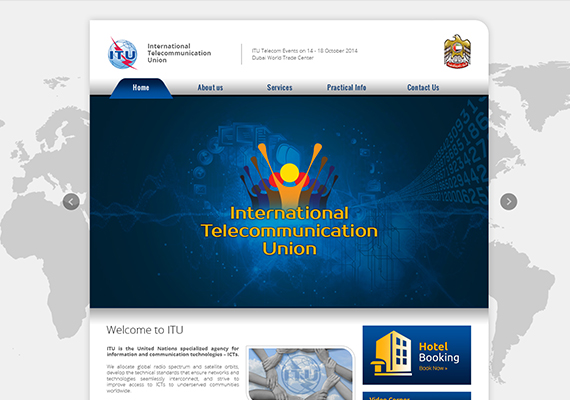 ITU
International
Telecommunication
Union
ITU Telecom Events on 14 - 18 October 2014
Dubai World Trade Center
Home
About us
Services
Practical Info
Contact Us
International
Telecommunication
Union
Welcome to ITU
ITU is the United Nations specialized agency for
information and communication technologies – ICTs.
We allocate global radio spectrum and satellite orbits,
develop the technical standards that ensure networks and
technologies seamlessly interconnect, and strive to
improve access to ICTs to underserved communities
worldwide.
ITU
Hotel
Booking
Book Now »
Video Corner